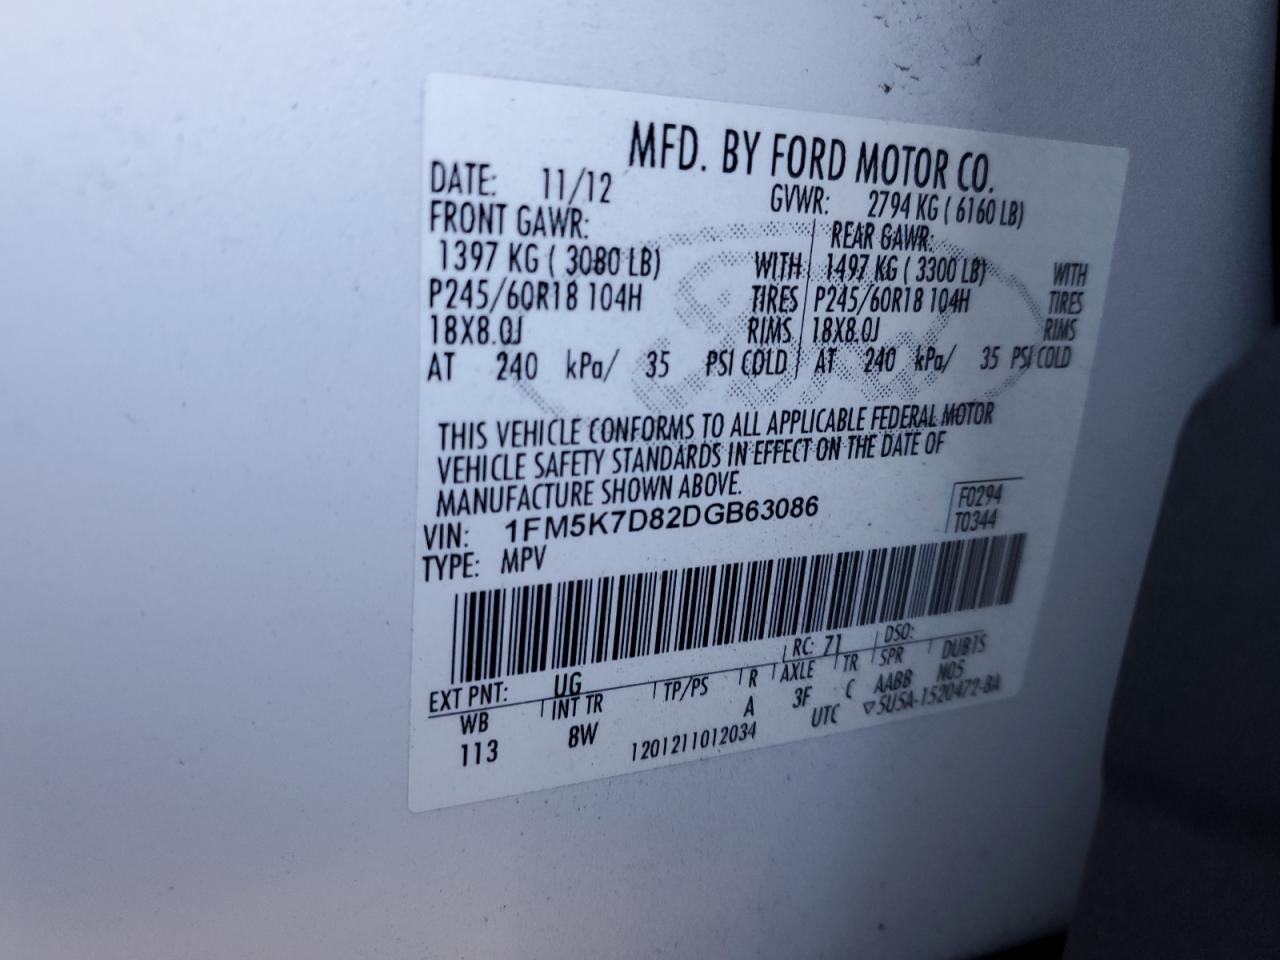 MFD. BY FORD MOTOR CO.
DATE: 11/12 GVWR: 2794 KG ( 6160 LB)
FRONT GAWR: REAR GAWR:
1397 KG ( 3080 LB) WITH 1497 KG ( 3300 LB) WITH
P245/60R18 104H TIRES P245/60R18 104H TIRES
18X8.0J RIMS 18X8.0J RIMS
AT 240 kPa/ 35 PSI COLD AT 240 kPa/ 35 PSI COLD
THIS VEHICLE CONFORMS TO ALL APPLICABLE FEDERAL MOTOR
VEHICLE SAFETY STANDARDS IN EFFECT ON THE DATE OF
MANUFACTURE SHOWN ABOVE.
VIN: 1FM5K7D82DGB63086 F0294
TYPE: MPV T0344
EXT PNT: UG RC: 71 DSO:
WB INT TR TP/PS R AXLE TR SPR DUB15
113 8W A 3F C AABB NOS
1201211012034 UTC ▽5U5A-1520472-BA